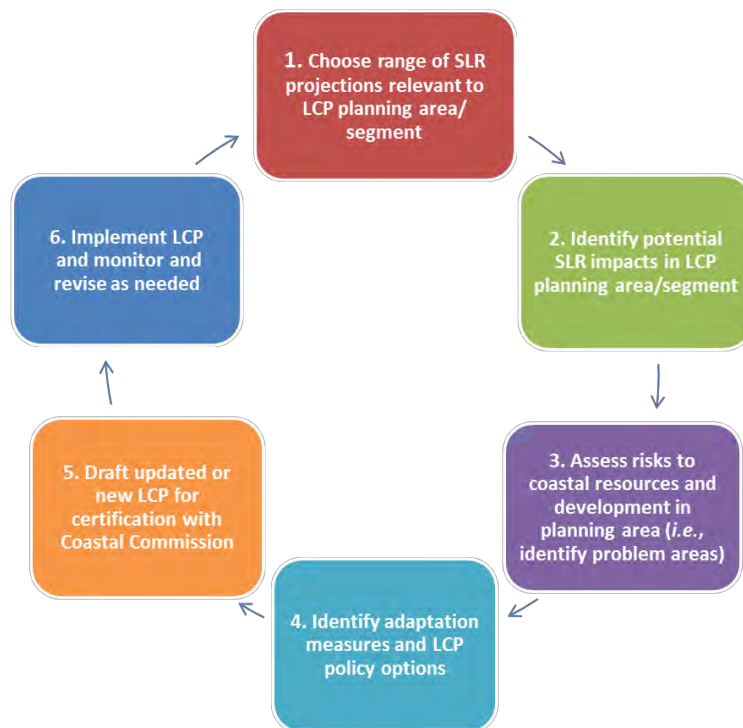 1. Choose range of SLR
projections relevant to
LCP planning area/
segment
2. Identify potential
SLR impacts in LCP
planning area/segment
3. Assess risks to
coastal resources and
development in
planning area (i.e.,
identify problem areas)
4. Identify adaptation
measures and LCP
policy options
5. Draft updated or
new LCP for
certification with
Coastal Commission
6. Implement LCP
and monitor and
revise as needed